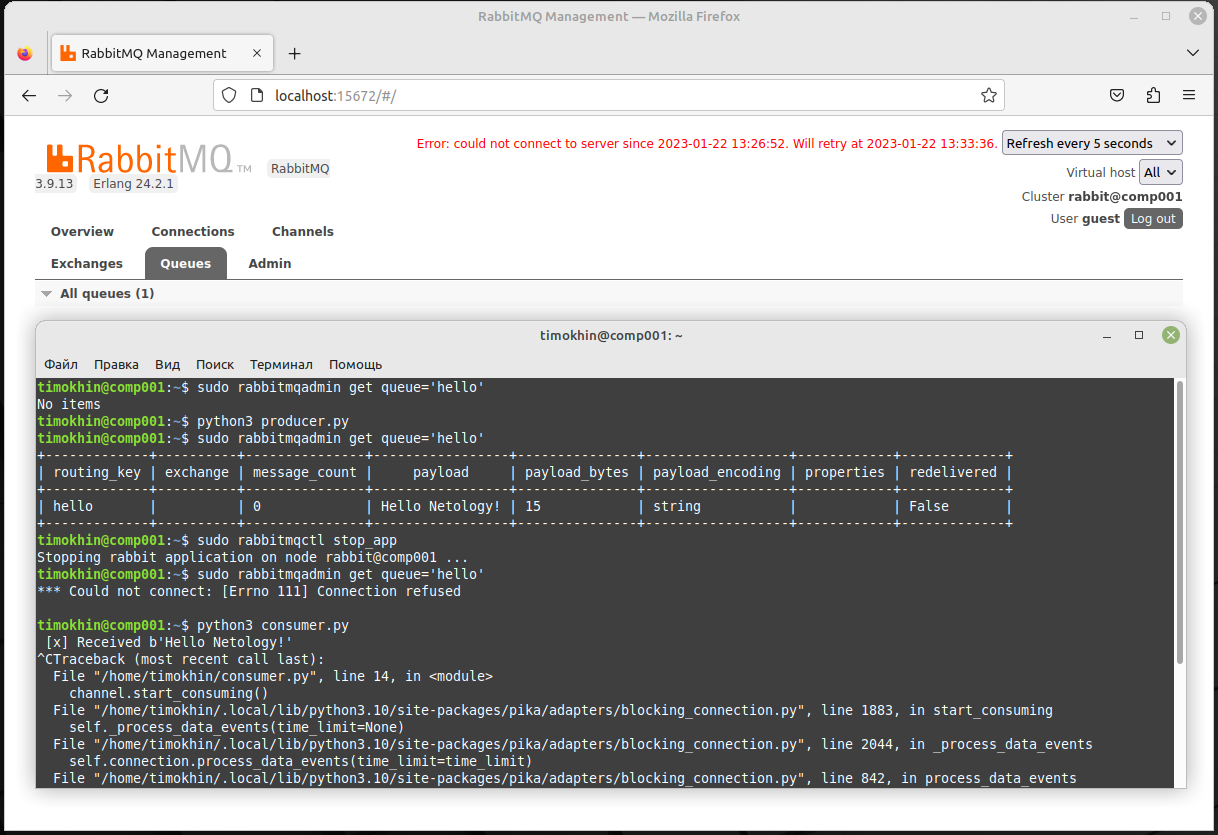 RabbitMQ Management — Mozilla Firefox
RabbitMQ Management
localhost:15672/#/
RabbitMQ TM
RabbitMQ
3.9.13 Erlang 24.2.1
Error: could not connect to server since 2023-01-22 13:26:52. Will retry at 2023-01-22 13:33:36.
Refresh every 5 seconds
Virtual host All
Cluster rabbit@comp001
User guest Log out
Overview Connections Channels
Exchanges Queues Admin
All queues (1)
timokhin@comp001: ~
Файл Правка Вид Поиск Терминал Помощь
timokhin@comp001:~$ sudo rabbitmqadmin get queue='hello'
No items
timokhin@comp001:~$ python3 producer.py
timokhin@comp001:~$ sudo rabbitmqadmin get queue='hello'
+-------------+----------+---------------+-----------------+---------------+------------------+------------+-------------+
| routing_key | exchange | message_count |     payload     | payload_bytes | payload_encoding | properties | redelivered |
+-------------+----------+---------------+-----------------+---------------+------------------+------------+-------------+
| hello       |          | 0             | Hello Netology! | 15            | string           |            | False       |
+-------------+----------+---------------+-----------------+---------------+------------------+------------+-------------+
timokhin@comp001:~$ sudo rabbitmqctl stop_app
Stopping rabbit application on node rabbit@comp001 ...
timokhin@comp001:~$ sudo rabbitmqadmin get queue='hello'
*** Could not connect: [Errno 111] Connection refused
timokhin@comp001:~$ python3 consumer.py
 [x] Received b'Hello Netology!'
^CTraceback (most recent call last):
  File "/home/timokhin/consumer.py", line 14, in <module>
    channel.start_consuming()
  File "/home/timokhin/.local/lib/python3.10/site-packages/pika/adapters/blocking_connection.py", line 1883, in start_consuming
    self._process_data_events(time_limit=None)
  File "/home/timokhin/.local/lib/python3.10/site-packages/pika/adapters/blocking_connection.py", line 2044, in _process_data_events
    self.connection.process_data_events(time_limit=time_limit)
  File "/home/timokhin/.local/lib/python3.10/site-packages/pika/adapters/blocking_connection.py", line 842, in process_data_events